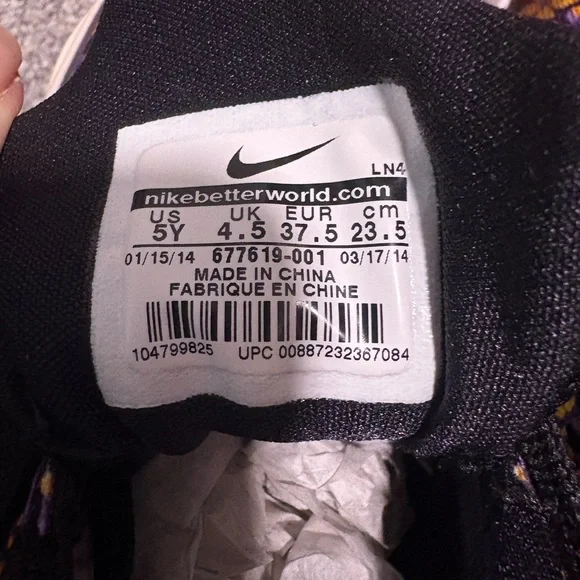 LN4
nikebetterworld.com
US UK EUR cm
5Y 4.5 37.5 23.5
01/15/14 677619-001 03/17/14
MADE IN CHINA
FABRIQUE EN CHINE
104799825 UPC 00887232367084